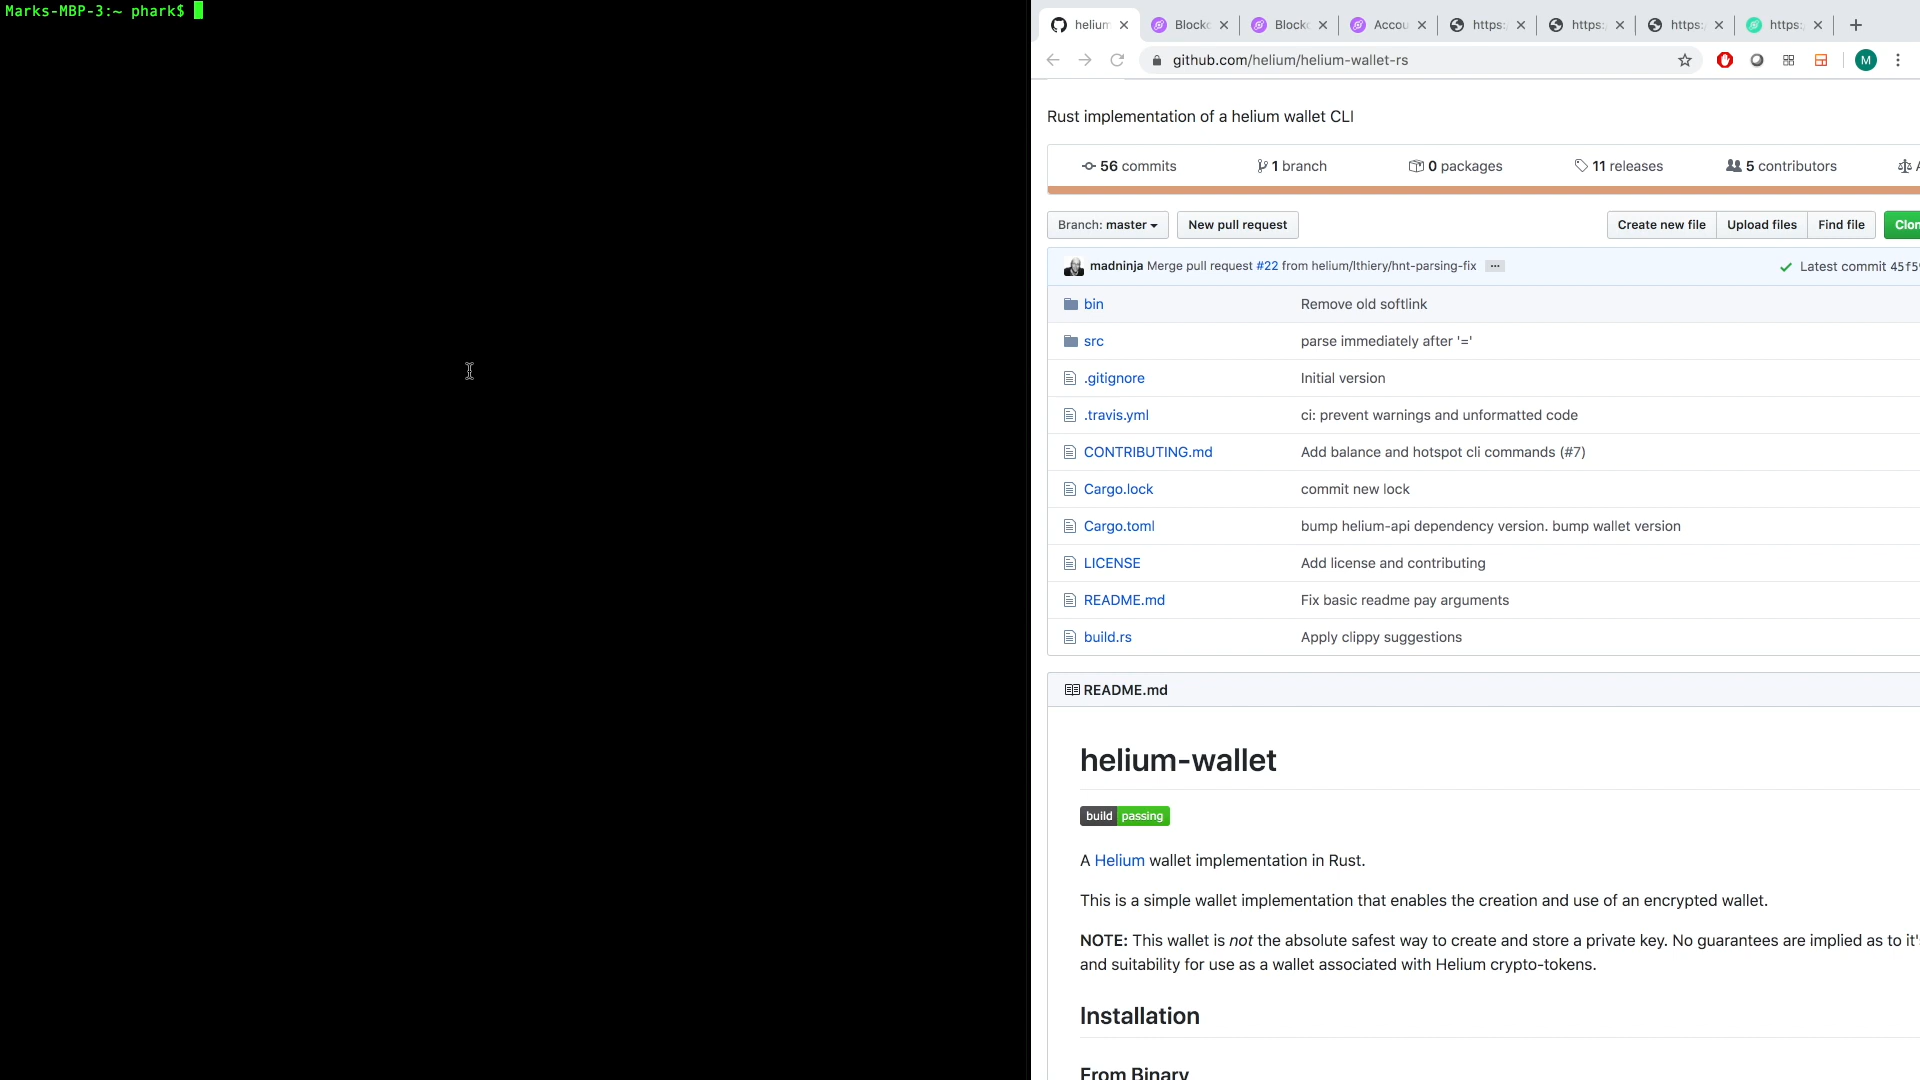 Marks-MBP-3:~ phark$
helium Block Block Accou https: https: https: https:
github.com/helium/helium-wallet-rs M
Rust implementation of a helium wallet CLI
56 commits 1 branch 0 packages 11 releases 5 contributors
Branch: master New pull request Create new file Upload files Find file Clon
madninja Merge pull request #22 from helium/lthiery/hnt-parsing-fix ... Latest commit 45f5
bin Remove old softlink
src parse immediately after '='
.gitignore Initial version
.travis.yml ci: prevent warnings and unformatted code
CONTRIBUTING.md Add balance and hotspot cli commands (#7)
Cargo.lock commit new lock
Cargo.toml bump helium-api dependency version. bump wallet version
LICENSE Add license and contributing
README.md Fix basic readme pay arguments
build.rs Apply clippy suggestions
README.md
helium-wallet
build passing
A Helium wallet implementation in Rust.
This is a simple wallet implementation that enables the creation and use of an encrypted wallet.
NOTE: This wallet is not the absolute safest way to create and store a private key. No guarantees are implied as to it's
and suitability for use as a wallet associated with Helium crypto-tokens.
Installation
From Binary